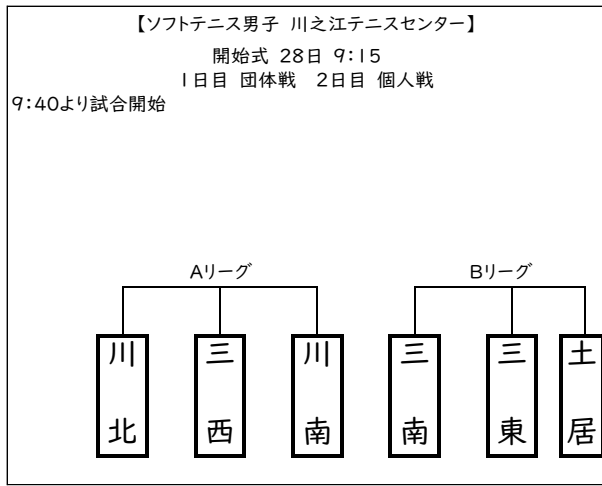 【ソフトテニス男子 川之江テニスセンター】
開始式 28日 9:15
1日目 団体戦 2日目 個人戦
9:40より試合開始
Aリーグ
Bリーグ
川北
三西
川南
三南
三東
土居